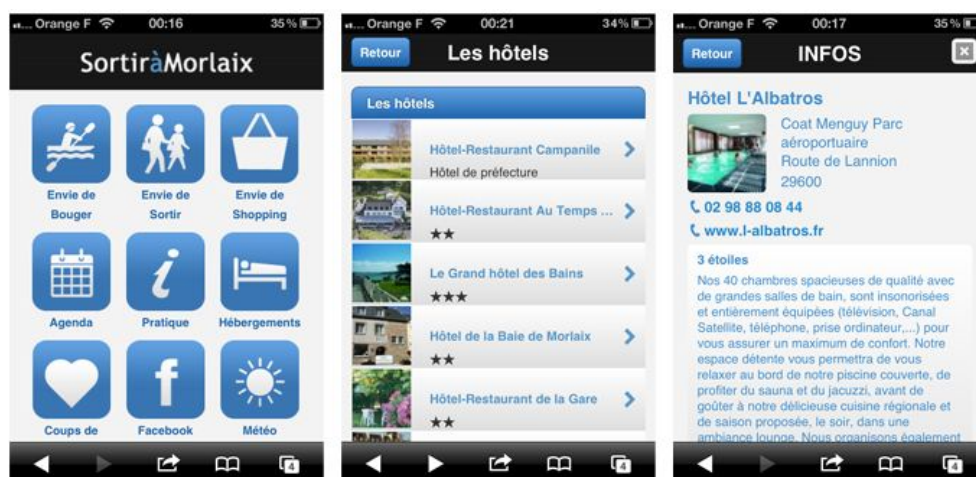 ... Orange F 00:16 35 %
SortiràMorlaix
Envie de
Bouger
Envie de
Sortir
Envie de
Shopping
Agenda
Pratique
Hébergements
Coups de
Facebook
Météo
4
... Orange F 00:21 34%
Retour
Les hôtels
Les hôtels
Hôtel-Restaurant Campanile
Hôtel de préfecture
Hôtel-Restaurant Au Temps ...
★★
Le Grand hôtel des Bains
★★★
Hôtel de la Baie de Morlaix
★★
Hôtel-Restaurant de la Gare
★★
4
... Orange F 00:17 35 %
Retour
INFOS
Hôtel L'Albatros
Coat Menguy Parc
aéroportuaire
Route de Lannion
29600
02 98 88 08 44
www.l-albatros.fr
3 étoiles
Nos 40 chambres spacieuses de qualité avec
de grandes salles de bain, sont insonorisées
et entièrement équipées (télévision, Canal
Satellite, téléphone, prise ordinateur,...) pour
vous assurer un maximum de confort. Notre
espace détente vous permettra de vous
relaxer au bord de notre piscine couverte, de
profiter du sauna et du jacuzzi, avant de
goûter à notre délicieuse cuisine régionale et
de saison proposée, le soir, dans une
ambiance lounge. Nous organisons également
4